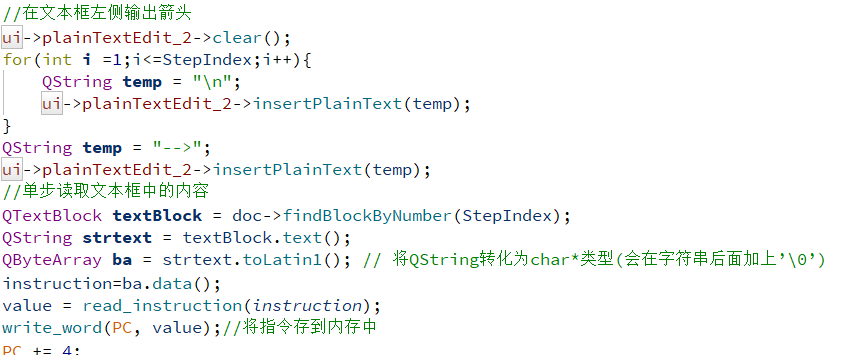 //在文本框左侧输出箭头
ui->plainTextEdit_2->clear();
for(int i =1;i<=StepIndex;i++){
QString temp = "\n";
ui->plainTextEdit_2->insertPlainText(temp);
}
QString temp = "-->";
ui->plainTextEdit_2->insertPlainText(temp);
//单步读取文本框中的内容
QTextBlock textBlock = doc->findBlockByNumber(StepIndex);
QString strtext = textBlock.text();
QByteArray ba = strtext.toLatin1(); // 将QString转化为char*类型(会在字符串后面加上’\0’)
instruction=ba.data();
value = read_instruction(instruction);
write_word(PC, value);//将指令存到内存中
PC += 4;